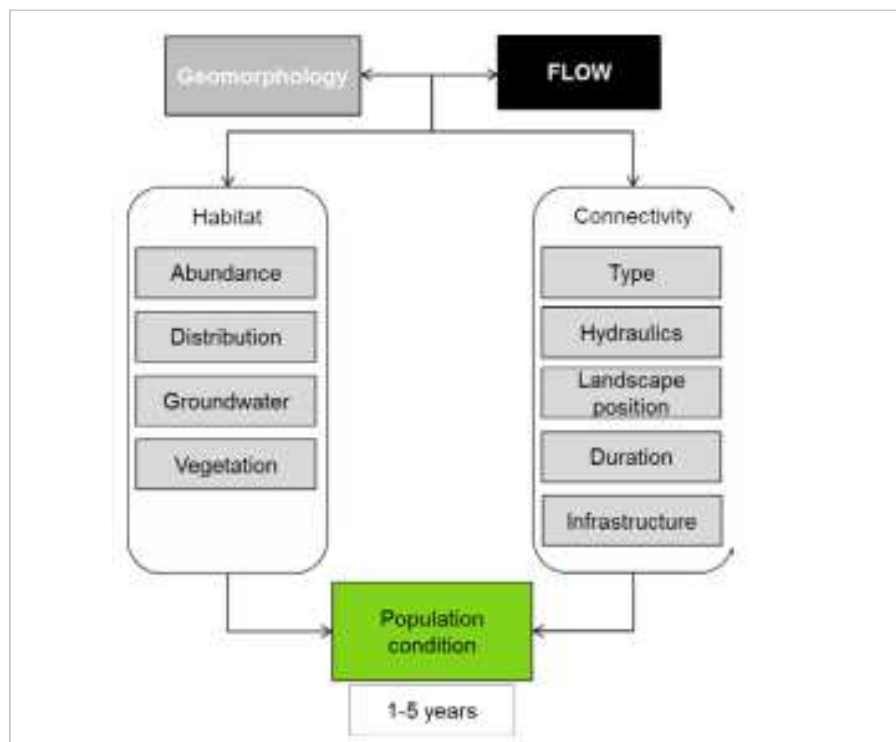 Geomorphology
FLOW
Habitat
Abundance
Distribution
Groundwater
Vegetation
Connectivity
Type
Hydraulics
Landscape
position
Duration
Infrastructure
Population
condition
1-5 years